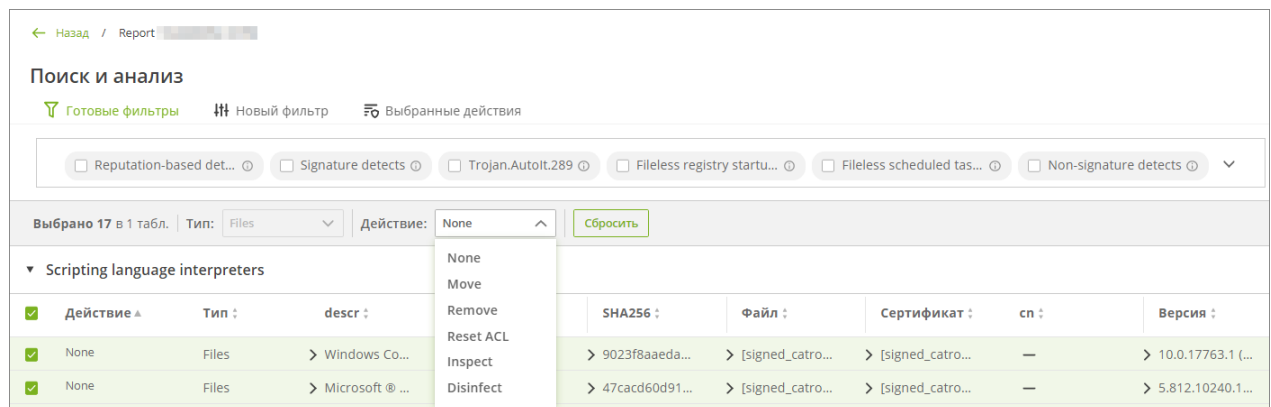 ← Назад / Report
Поиск и анализ
Готовые фильтры Новый фильтр Выбранные действия
Reputation-based det... Signature detects Trojan.AutoIt.289 Fileless registry startu... Fileless scheduled tas... Non-signature detects
Выбрано 17 в 1 табл. Тип: Files Действие: None Сбросить
None
Move
Remove
Reset ACL
Inspect
Disinfect
Scripting language interpreters
Действие Тип descr SHA256 Файл Сертификат cn Версия
None Files Windows Co... 9023f8aaeda... [signed_catro... [signed_catro... — 10.0.17763.1 (...
None Files Microsoft ® ... 47cacd60d91... [signed_catro... [signed_catro... — 5.812.10240.1...